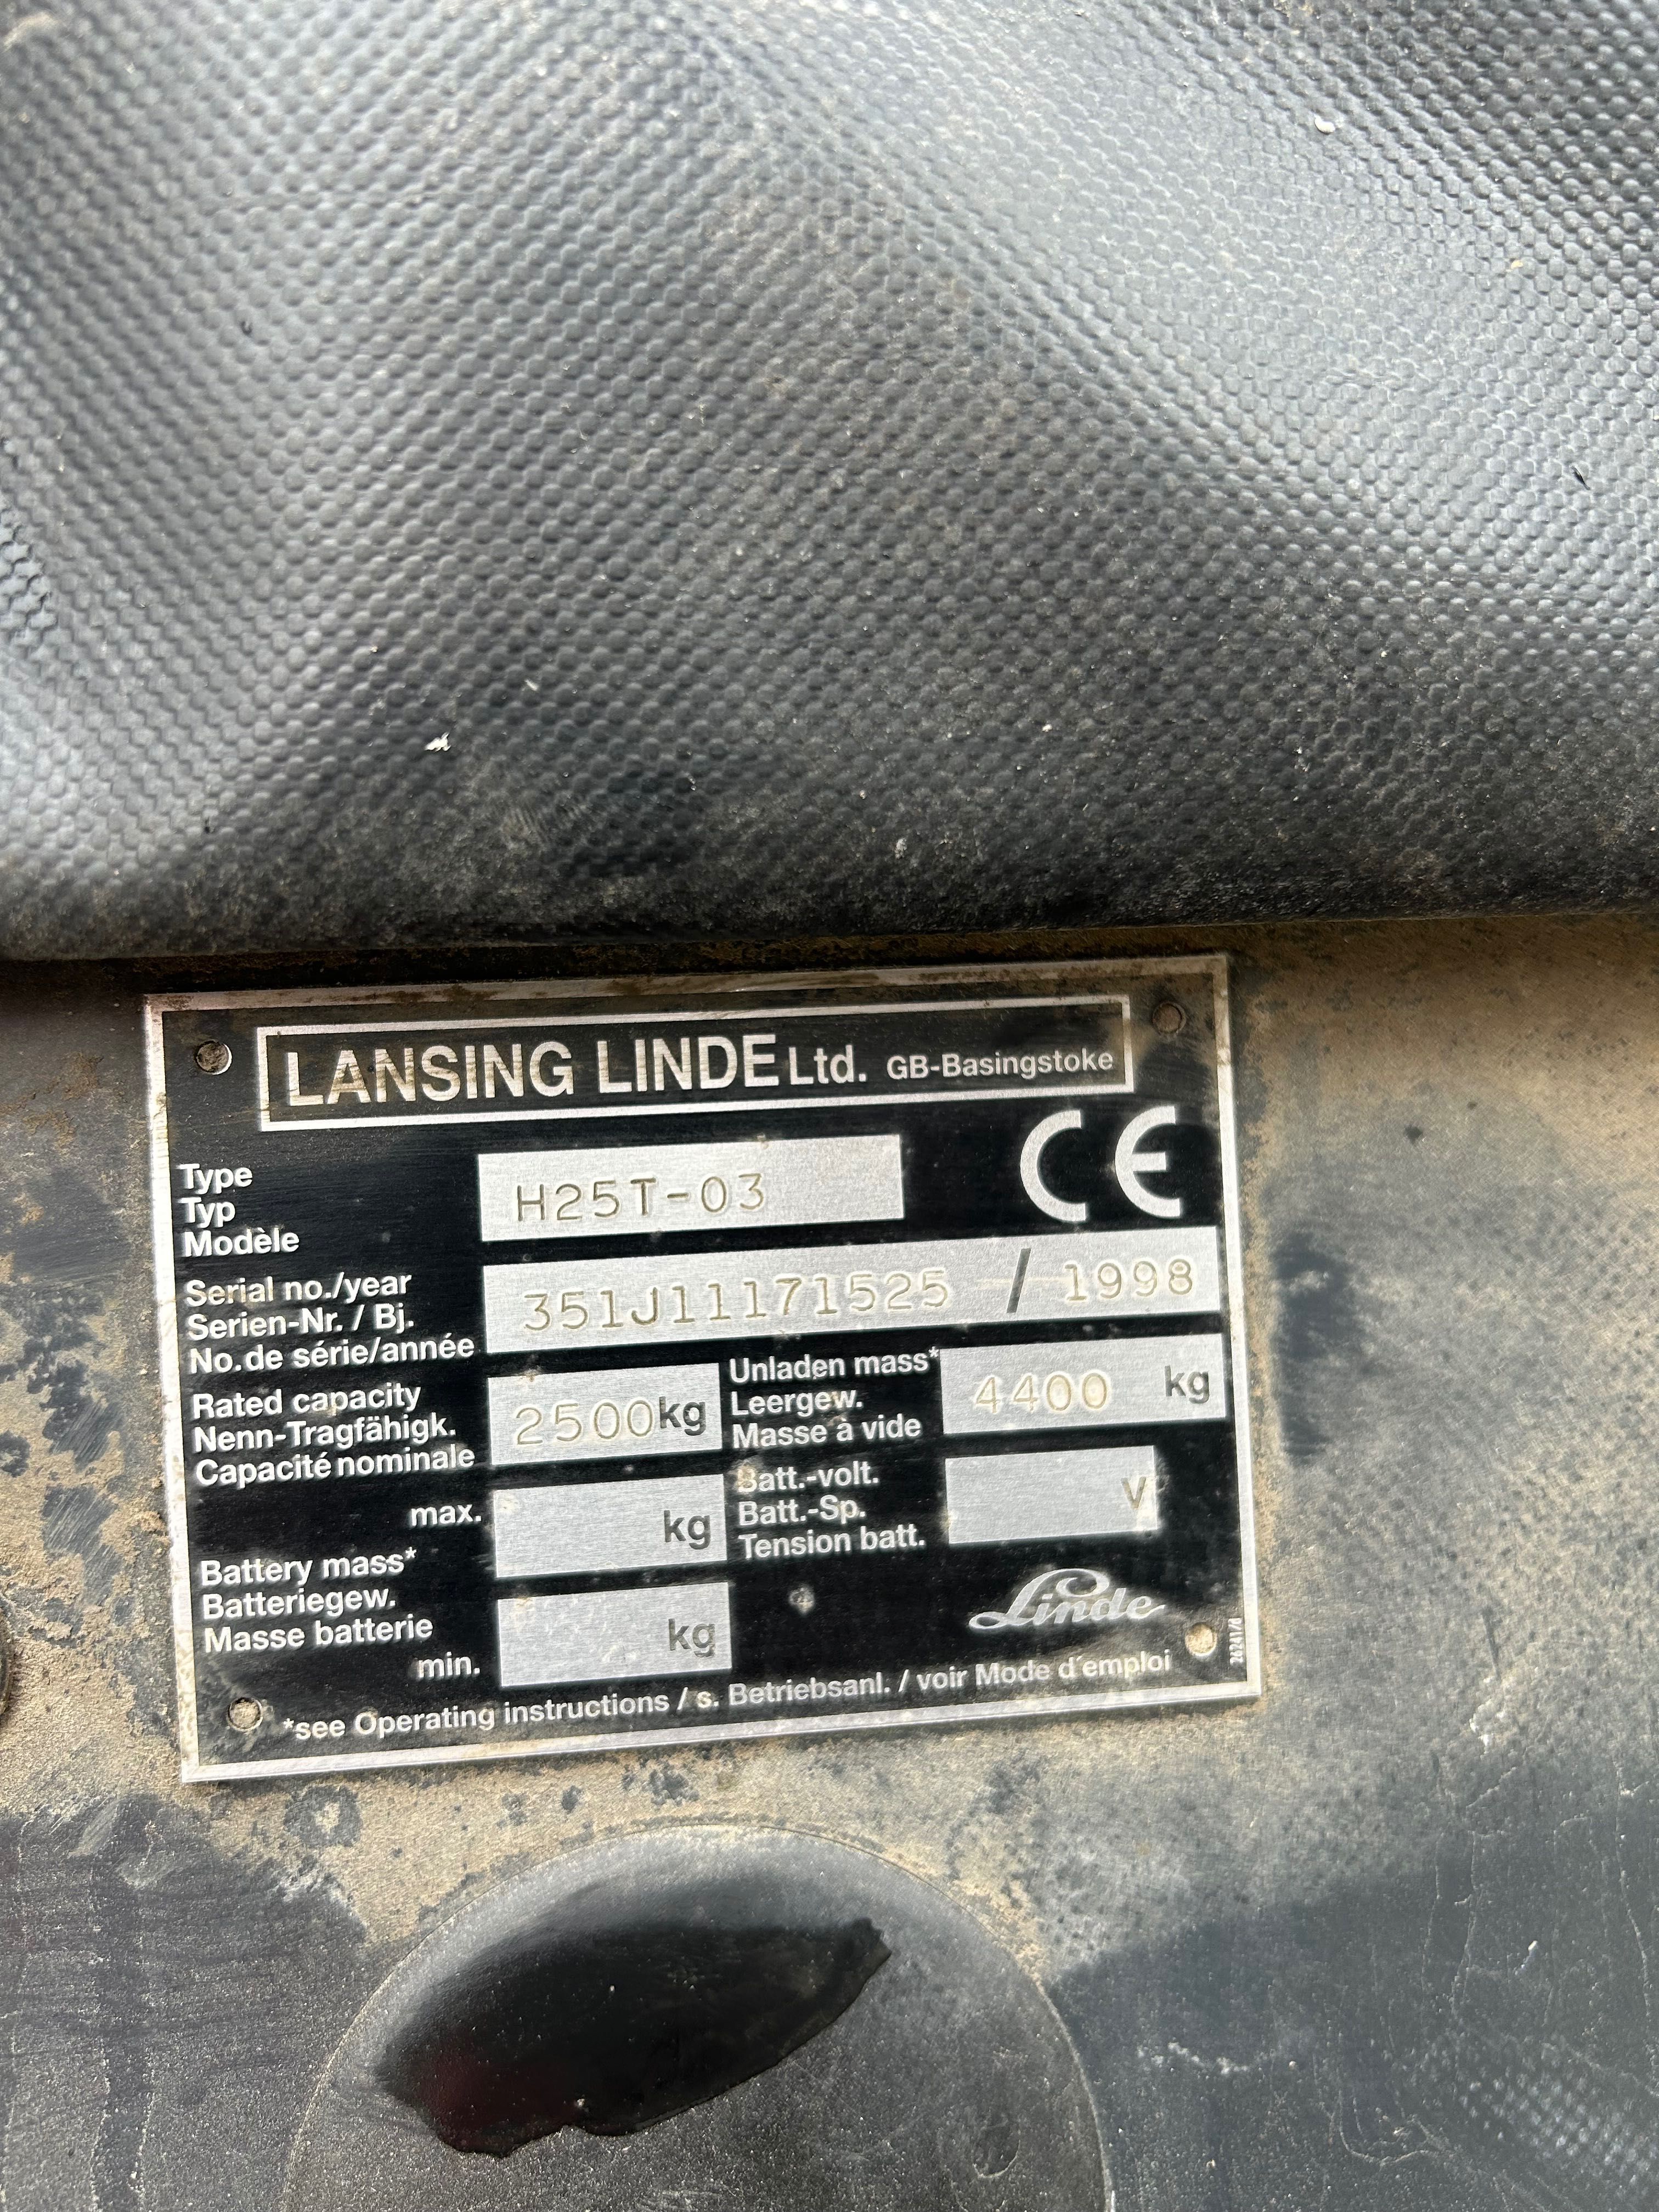 LANSING LINDE Ltd. GB-Basingstoke
CE
Type
Typ
Modèle
H25T-03
Serial no./year
Serien-Nr. / Bj.
No.de série/année
351J11171525 / 1998
Rated capacity
Nenn-Tragfähigk.
Capacité nominale
2500kg
Unladen mass*
Leergew.
Masse à vide
4400 kg
max.
kg
Batt.-volt.
Batt.-Sp.
Tension batt.
V
Battery mass*
Batteriegew.
Masse batterie
min.
kg
Linde
*see Operating instructions / s. Betriebsanl. / voir Mode d'emploi